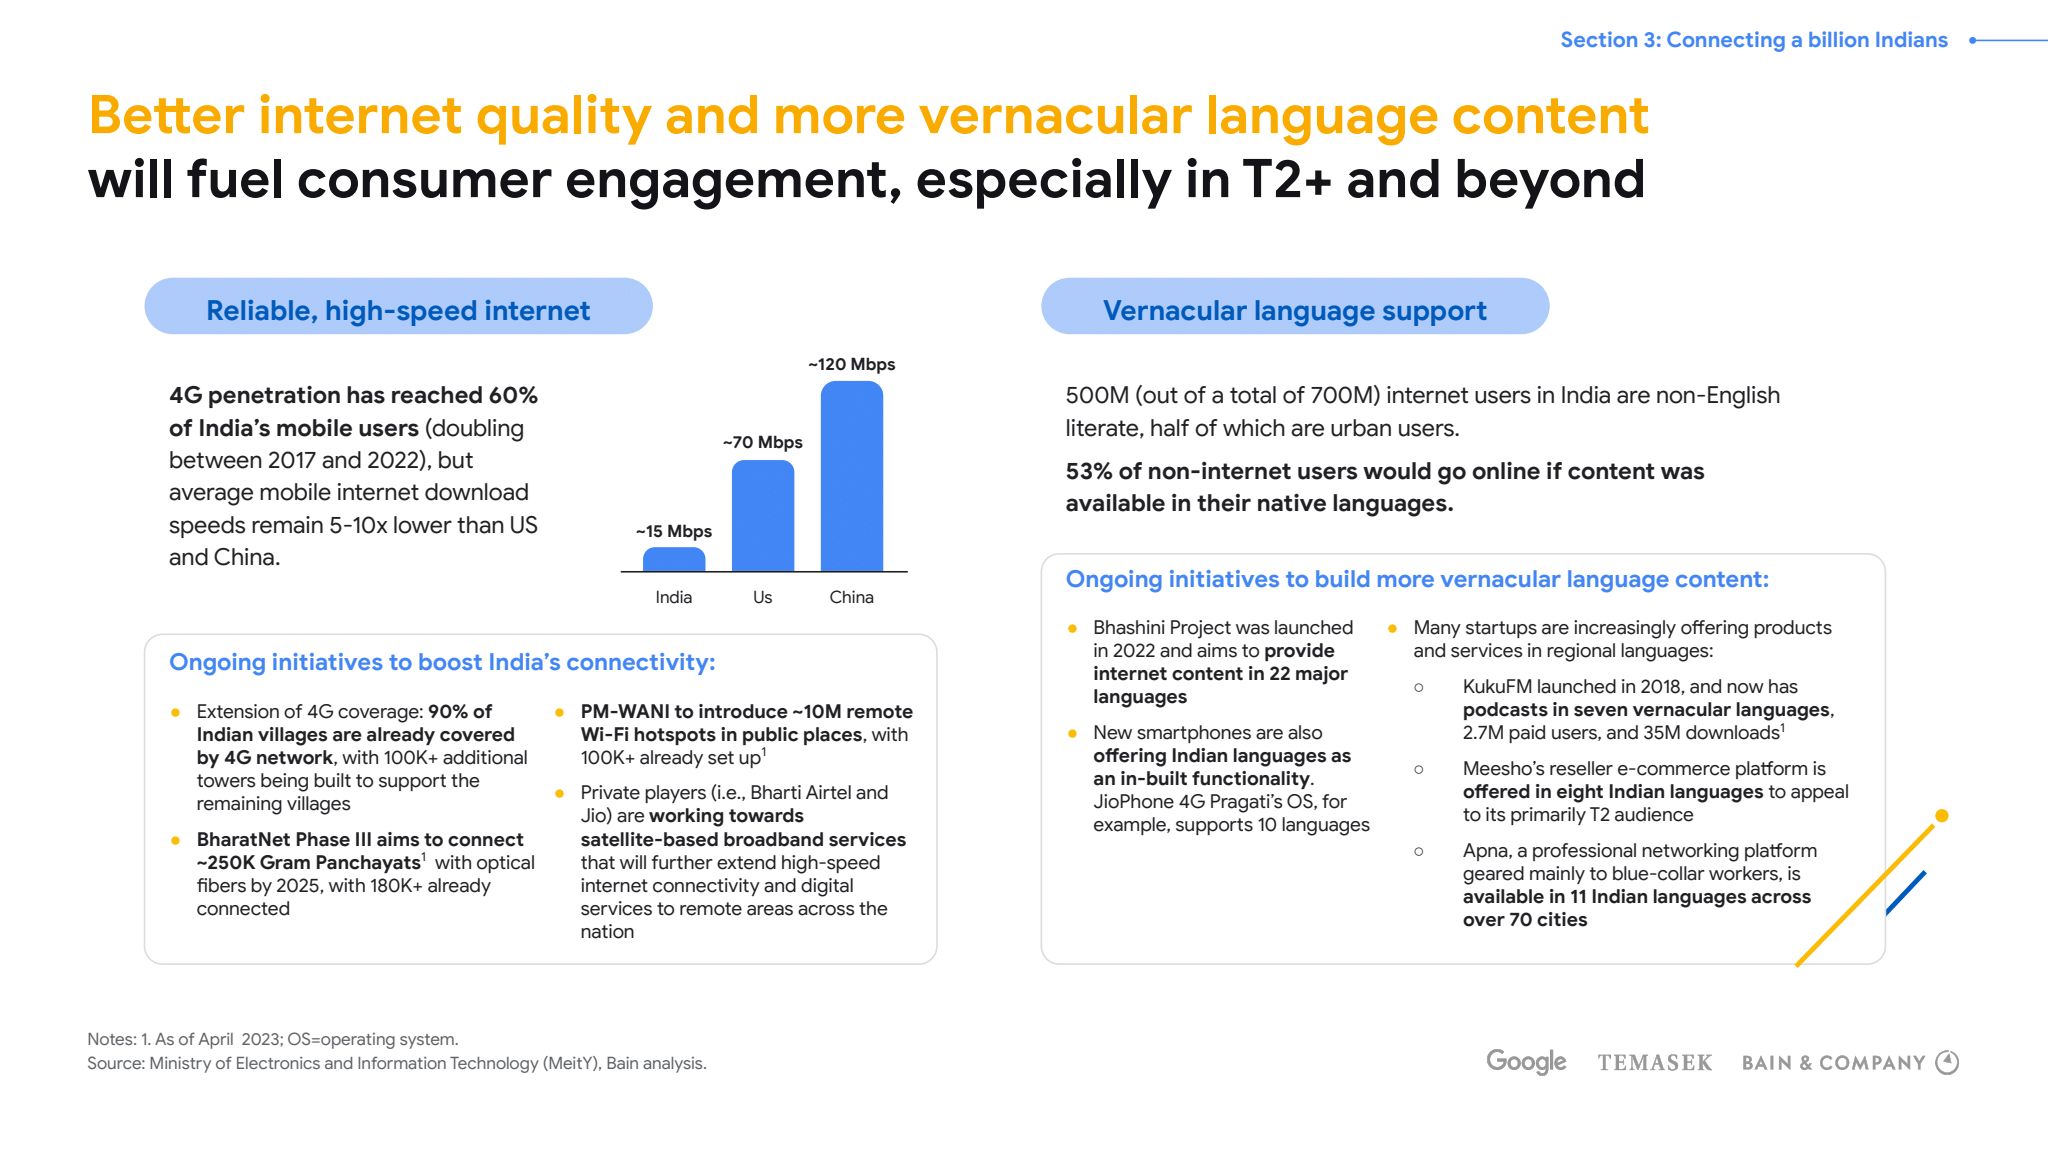 Section 3: Connecting a billion Indians
Better internet quality and more vernacular language content
will fuel consumer engagement, especially in T2+ and beyond
Reliable, high-speed internet
4G penetration has reached 60%
of India’s mobile users (doubling
between 2017 and 2022), but
average mobile internet download
speeds remain 5-10x lower than US
and China.
~15 Mbps
~70 Mbps
~120 Mbps
India
Us
China
Ongoing initiatives to boost India’s connectivity:
● Extension of 4G coverage: 90% of
Indian villages are already covered
by 4G network, with 100K+ additional
towers being built to support the
remaining villages
● BharatNet Phase III aims to connect
~250K Gram Panchayats¹ with optical
fibers by 2025, with 180K+ already
connected
● PM-WANI to introduce ~10M remote
Wi-Fi hotspots in public places, with
100K+ already set up¹
● Private players (i.e., Bharti Airtel and
Jio) are working towards
satellite-based broadband services
that will further extend high-speed
internet connectivity and digital
services to remote areas across the
nation
Vernacular language support
500M (out of a total of 700M) internet users in India are non-English
literate, half of which are urban users.
53% of non-internet users would go online if content was
available in their native languages.
Ongoing initiatives to build more vernacular language content:
● Bhashini Project was launched
in 2022 and aims to provide
internet content in 22 major
languages
● New smartphones are also
offering Indian languages as
an in-built functionality.
JioPhone 4G Pragati’s OS, for
example, supports 10 languages
● Many startups are increasingly offering products
and services in regional languages:
○ KukuFM launched in 2018, and now has
podcasts in seven vernacular languages,
2.7M paid users, and 35M downloads¹
○ Meesho’s reseller e-commerce platform is
offered in eight Indian languages to appeal
to its primarily T2 audience
○ Apna, a professional networking platform
geared mainly to blue-collar workers, is
available in 11 Indian languages across
over 70 cities
Notes: 1. As of April 2023; OS=operating system.
Source: Ministry of Electronics and Information Technology (MeitY), Bain analysis.
Google TEMASEK BAIN & COMPANY